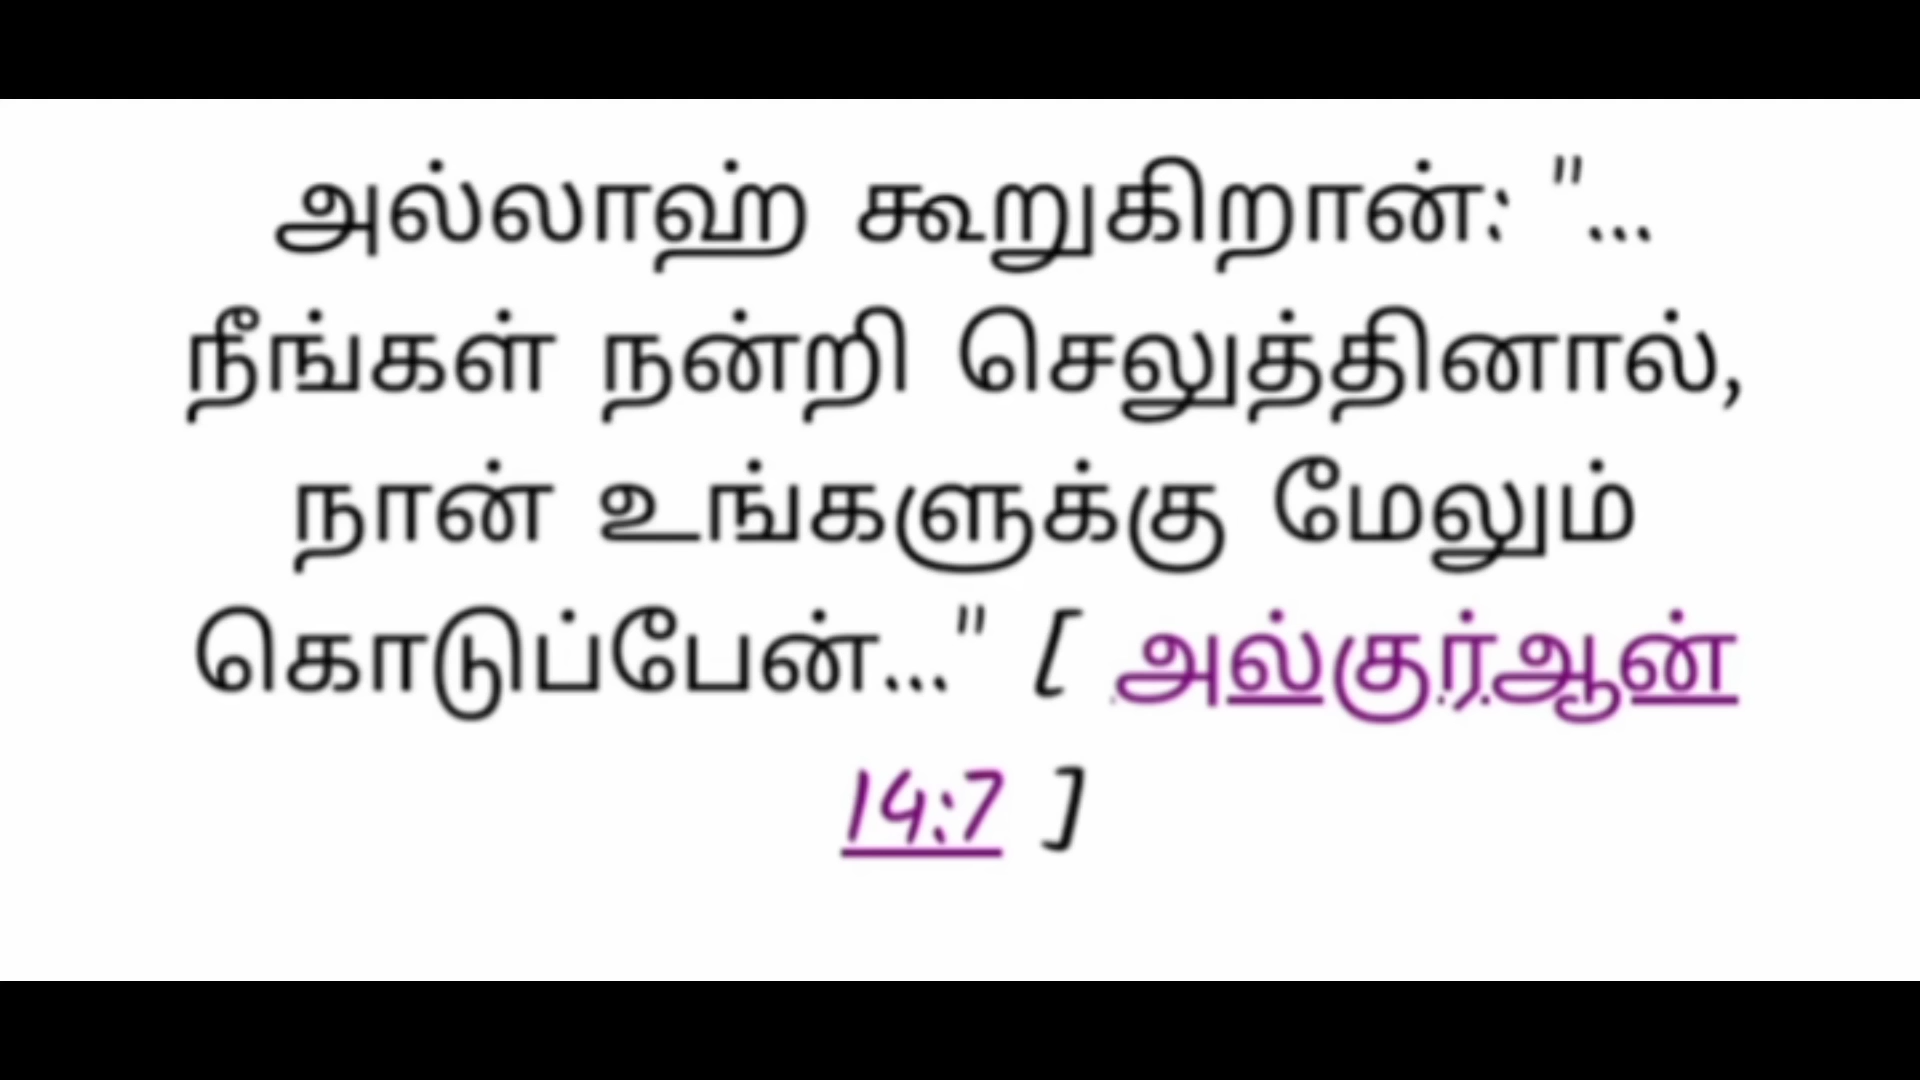 அல்லாஹ் கூறுகிறான்: "...
நீங்கள் நன்றி செலுத்தினால்,
நான் உங்களுக்கு மேலும்
கொடுப்பேன்..." [ அல்குர்ஆன்
14:7 ]